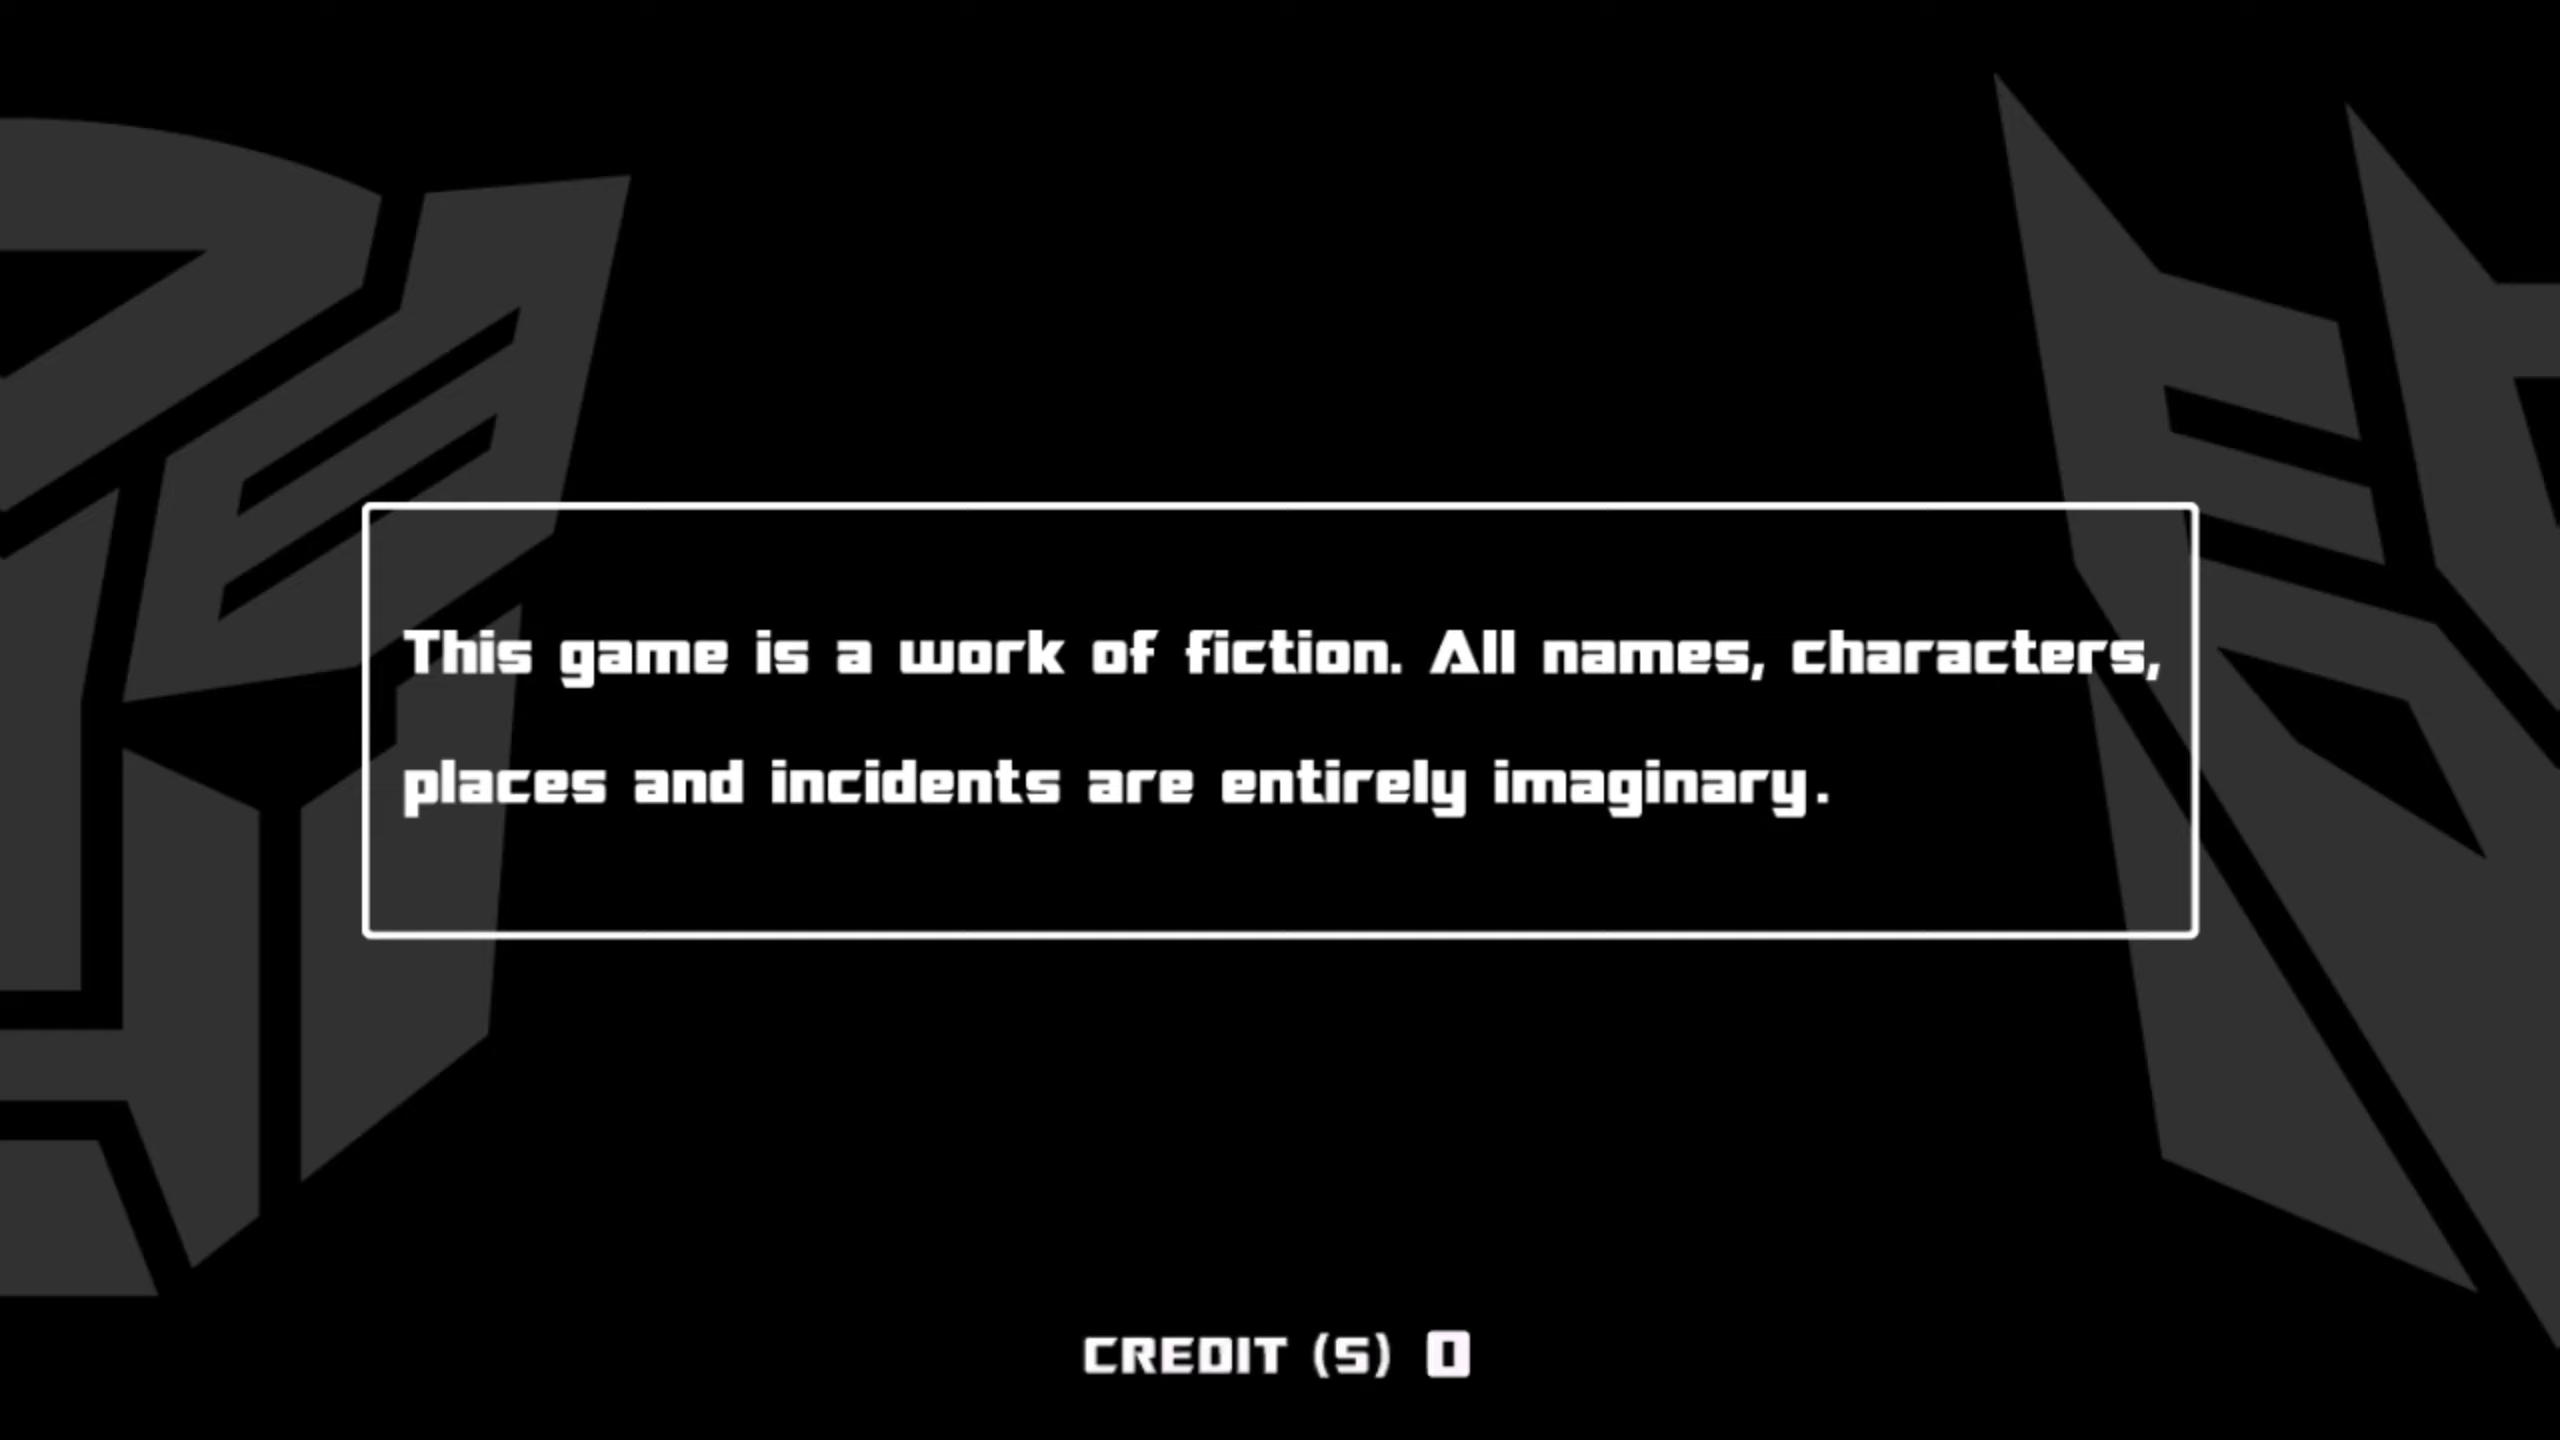 This game is a work of fiction. All names, characters,
places and incidents are entirely imaginary.
CREDIT (S) 0